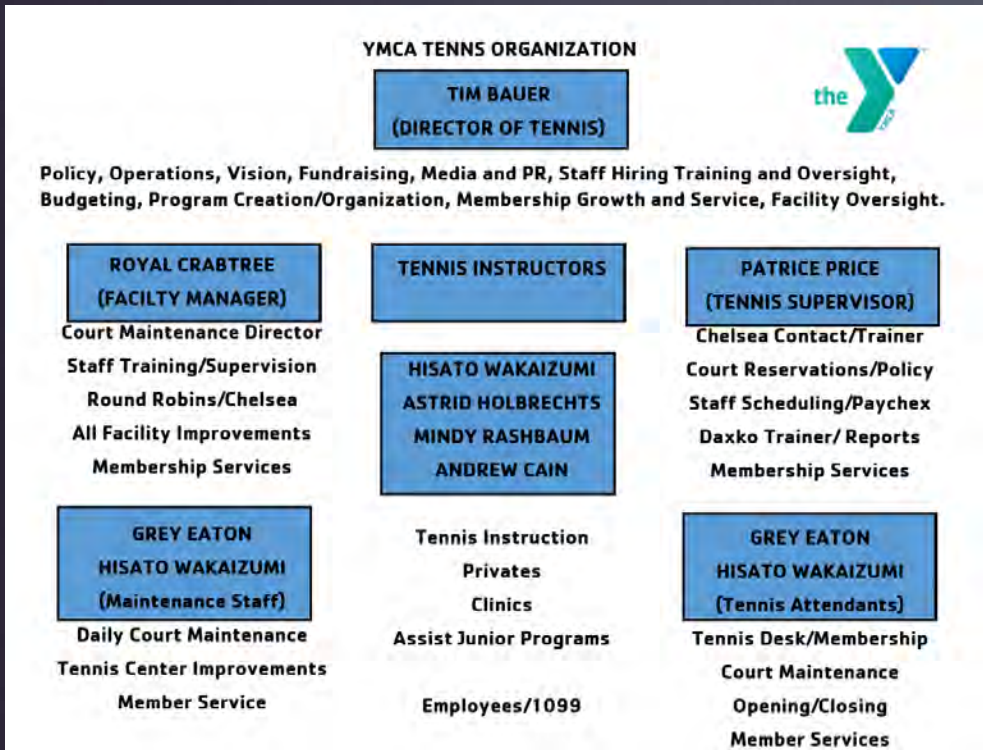 YMCA TENNS ORGANIZATION
TIM BAUER
(DIRECTOR OF TENNIS)
the
YMCA
Policy, Operations, Vision, Fundraising, Media and PR, Staff Hiring Training and Oversight,
Budgeting, Program Creation/Organization, Membership Growth and Service, Facility Oversight.
ROYAL CRABTREE
(FACILTY MANAGER)
Court Maintenance Director
Staff Training/Supervision
Round Robins/Chelsea
All Facility Improvements
Membership Services
GREY EATON
HISATO WAKAIZUMI
(Maintenance Staff)
Daily Court Maintenance
Tennis Center Improvements
Member Service
TENNIS INSTRUCTORS
HISATO WAKAIZUMI
ASTRID HOLBRECHTS
MINDY RASHBAUM
ANDREW CAIN
Tennis Instruction
Privates
Clinics
Assist Junior Programs
Employees/1099
PATRICE PRICE
(TENNIS SUPERVISOR)
Chelsea Contact/Trainer
Court Reservations/Policy
Staff Scheduling/Paychex
Daxko Trainer/ Reports
Membership Services
GREY EATON
HISATO WAKAIZUMI
(Tennis Attendants)
Tennis Desk/Membership
Court Maintenance
Opening/Closing
Member Services